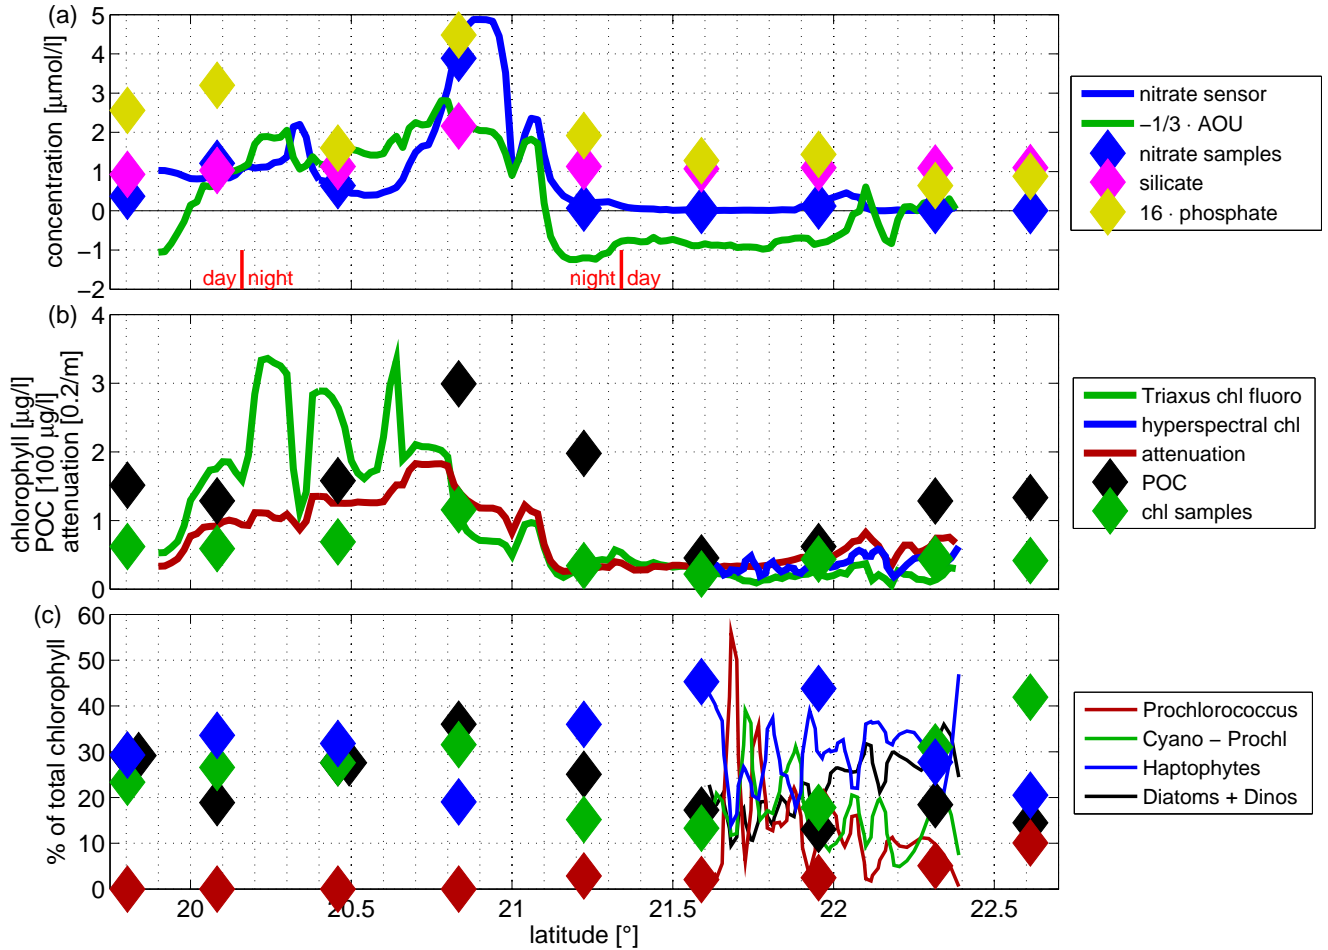 (a)
concentration [µmol/l]
5
4
3
2
1
0
−1
−2
day night
night day
nitrate sensor
−1/3 · AOU
nitrate samples
silicate
16 · phosphate
(b)
chlorophyll [µg/l]
POC [100 µg/l]
attenuation [0.2/m]
4
3
2
1
0
Triaxus chl fluoro
hyperspectral chl
attenuation
POC
chl samples
(c)
% of total chlorophyll
60
50
40
30
20
10
0
20 20.5 21 21.5 22 22.5
latitude [°]
Prochlorococcus
Cyano − Prochl
Haptophytes
Diatoms + Dinos